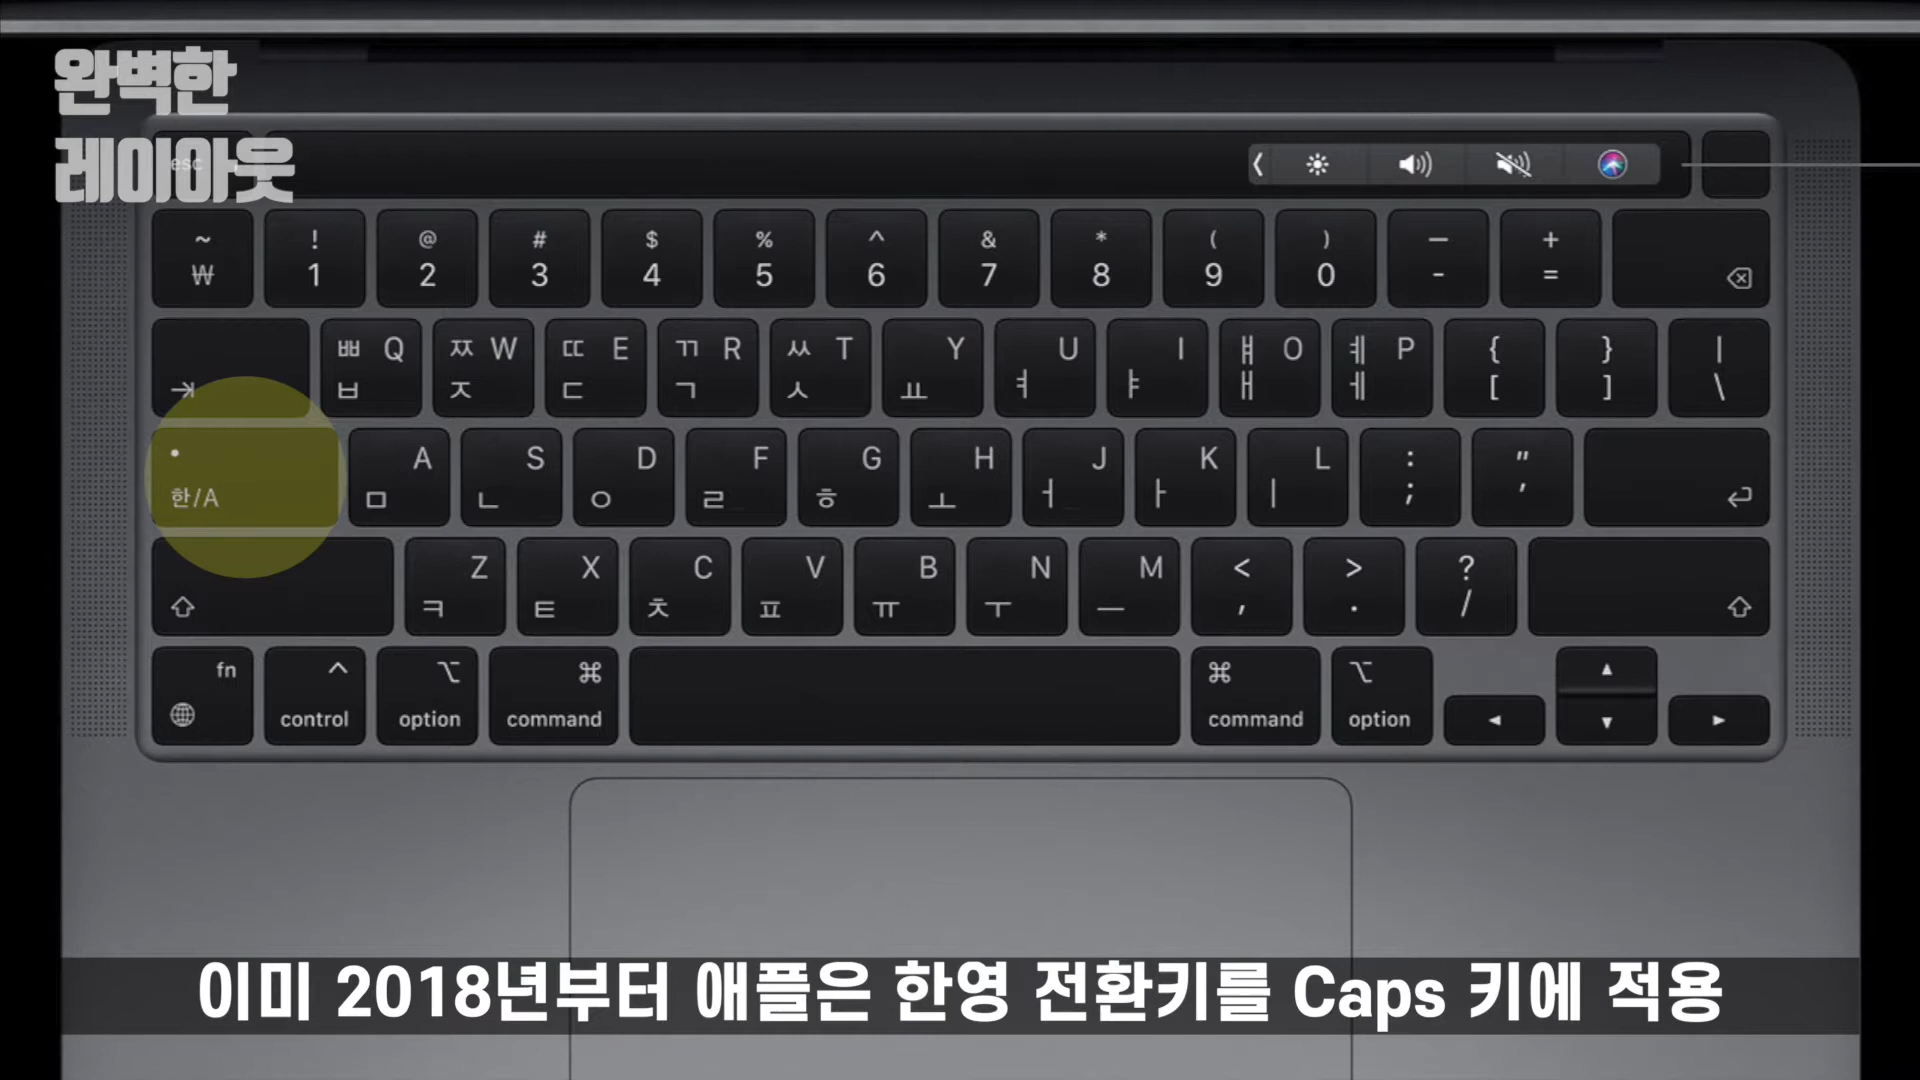 완벽한
레이아웃
esc
~ ! @ # $ % ^ & * ( ) — +
₩ 1 2 3 4 5 6 7 8 9 0 - =
ㅃ Q ㅉ W ㄸ E ㄲ R ㅆ T Y U I ㅒ O ㅖ P { } |
ㅂ ㅈ ㄷ ㄱ ㅅ ㅛ ㅕ ㅑ ㅐ ㅔ [ ] \
A S D F G H J K L : "
한/A ㅁ ㄴ ㅇ ㄹ ㅎ ㅗ ㅓ ㅏ ㅣ ; '
Z X C V B N M < > ?
ㅋ ㅌ ㅊ ㅍ ㅠ ㅜ ㅡ , . /
fn ^ ⌥ ⌘ ⌘ ⌥
control option command command option
이미 2018년부터 애플은 한영 전환키를 Caps 키에 적용